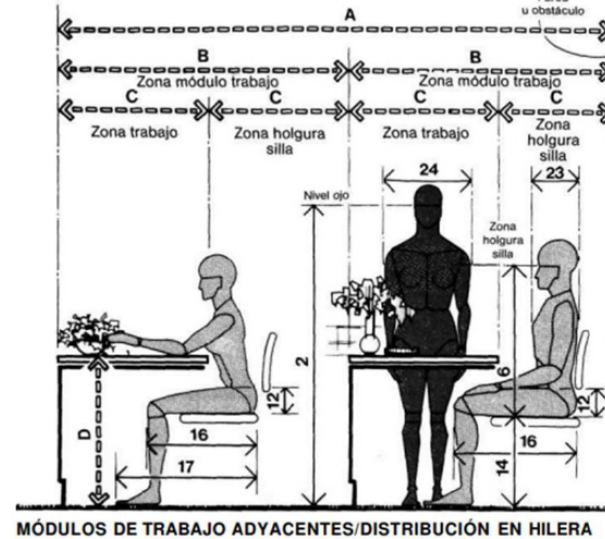 u obstáculo
A
B
B
Zona módulo trabajo
Zona módulo trabajo
C
C
C
C
Zona trabajo
Zona holgura
silla
Zona trabajo
Zona
holgura
silla
24
23
Nivel ojo
Zona
holgura
silla
2
6
12
12
D
16
17
16
14
MÓDULOS DE TRABAJO ADYACENTES/DISTRIBUCIÓN EN HILERA